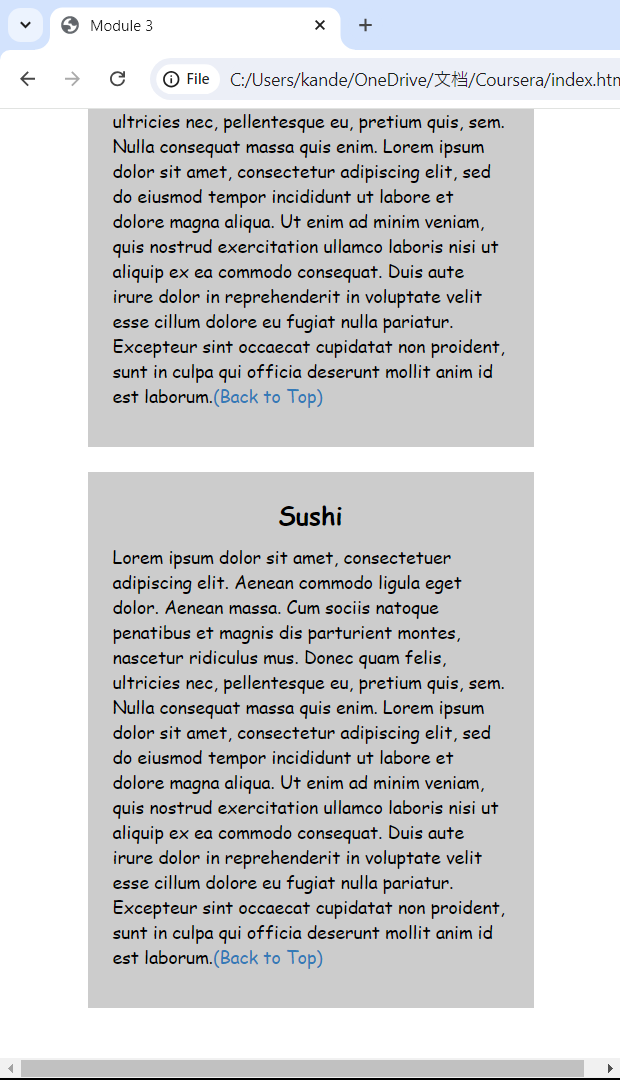 Module 3
File C:/Users/kande/OneDrive/文档/Coursera/index.htm
ultricies nec, pellentesque eu, pretium quis, sem.
Nulla consequat massa quis enim. Lorem ipsum
dolor sit amet, consectetur adipiscing elit, sed
do eiusmod tempor incididunt ut labore et
dolore magna aliqua. Ut enim ad minim veniam,
quis nostrud exercitation ullamco laboris nisi ut
aliquip ex ea commodo consequat. Duis aute
irure dolor in reprehenderit in voluptate velit
esse cillum dolore eu fugiat nulla pariatur.
Excepteur sint occaecat cupidatat non proident,
sunt in culpa qui officia deserunt mollit anim id
est laborum.(Back to Top)
Sushi
Lorem ipsum dolor sit amet, consectetuer
adipiscing elit. Aenean commodo ligula eget
dolor. Aenean massa. Cum sociis natoque
penatibus et magnis dis parturient montes,
nascetur ridiculus mus. Donec quam felis,
ultricies nec, pellentesque eu, pretium quis, sem.
Nulla consequat massa quis enim. Lorem ipsum
dolor sit amet, consectetur adipiscing elit, sed
do eiusmod tempor incididunt ut labore et
dolore magna aliqua. Ut enim ad minim veniam,
quis nostrud exercitation ullamco laboris nisi ut
aliquip ex ea commodo consequat. Duis aute
irure dolor in reprehenderit in voluptate velit
esse cillum dolore eu fugiat nulla pariatur.
Excepteur sint occaecat cupidatat non proident,
sunt in culpa qui officia deserunt mollit anim id
est laborum.(Back to Top)